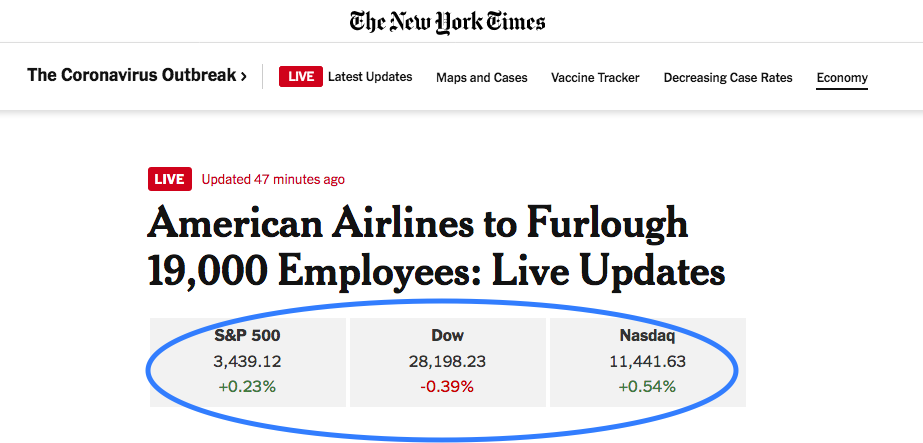 The New York Times
The Coronavirus Outbreak › LIVE Latest Updates Maps and Cases Vaccine Tracker Decreasing Case Rates Economy
LIVE Updated 47 minutes ago
American Airlines to Furlough
19,000 Employees: Live Updates
S&P 500 Dow Nasdaq
3,439.12 28,198.23 11,441.63
+0.23% -0.39% +0.54%